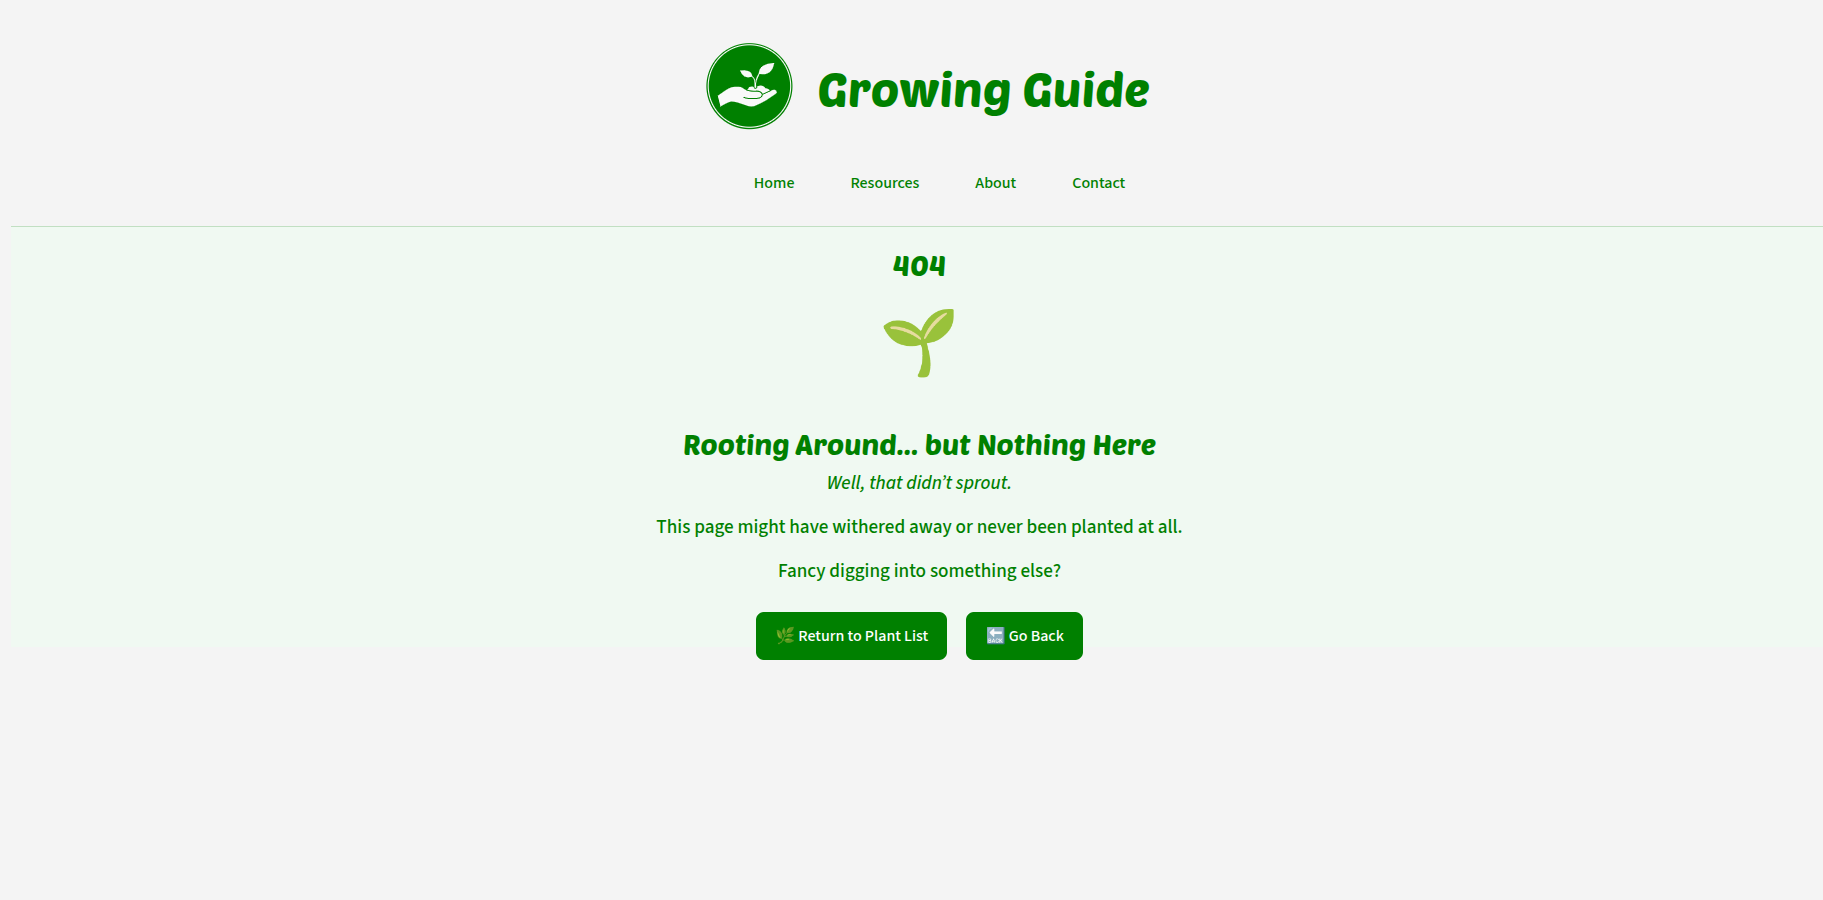 Growing Guide
Home Resources About Contact
404
Rooting Around... but Nothing Here
Well, that didn’t sprout.
This page might have withered away or never been planted at all.
Fancy digging into something else?
🌿 Return to Plant List 🔙 Go Back